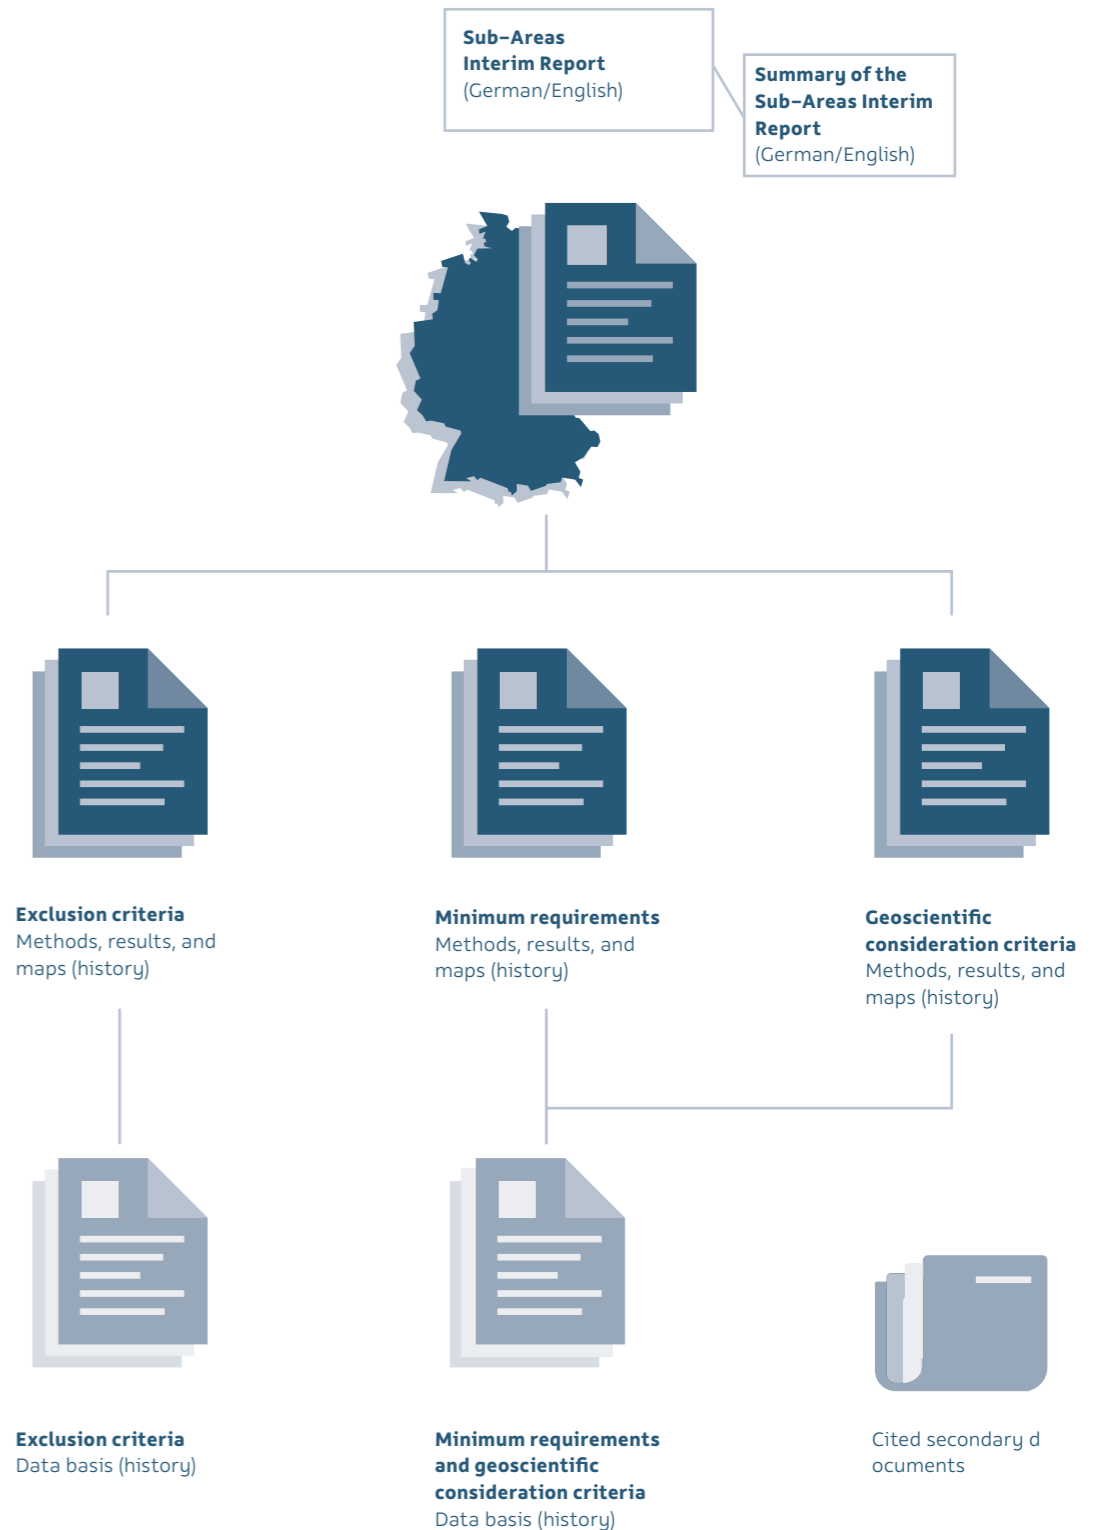 Sub-Areas
Interim Report
(German/English)
Summary of the
Sub-Areas Interim
Report
(German/English)
Exclusion criteria
Methods, results, and
maps (history)
Minimum requirements
Methods, results, and
maps (history)
Geoscientific
consideration criteria
Methods, results, and
maps (history)
Exclusion criteria
Data basis (history)
Minimum requirements
and geoscientific
consideration criteria
Data basis (history)
Cited secondary d
ocuments